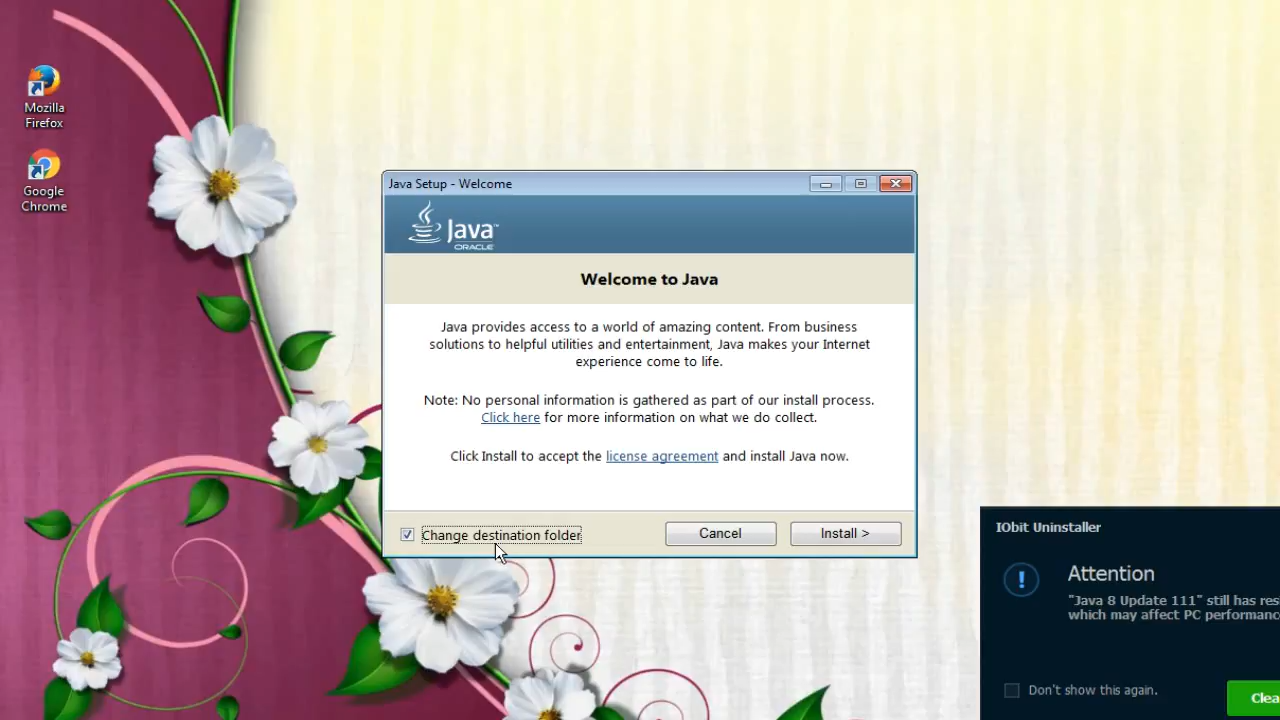 Mozilla
Firefox
Google
Chrome
Java Setup - Welcome
Java™
ORACLE
Welcome to Java
Java provides access to a world of amazing content. From business
solutions to helpful utilities and entertainment, Java makes your Internet
experience come to life.
Note: No personal information is gathered as part of our install process.
Click here for more information on what we do collect.
Click Install to accept the license agreement and install Java now.
Change destination folder
Cancel
Install >
IObit Uninstaller
Attention
"Java 8 Update 111" still has
which may affect PC performance
Don't show this again.